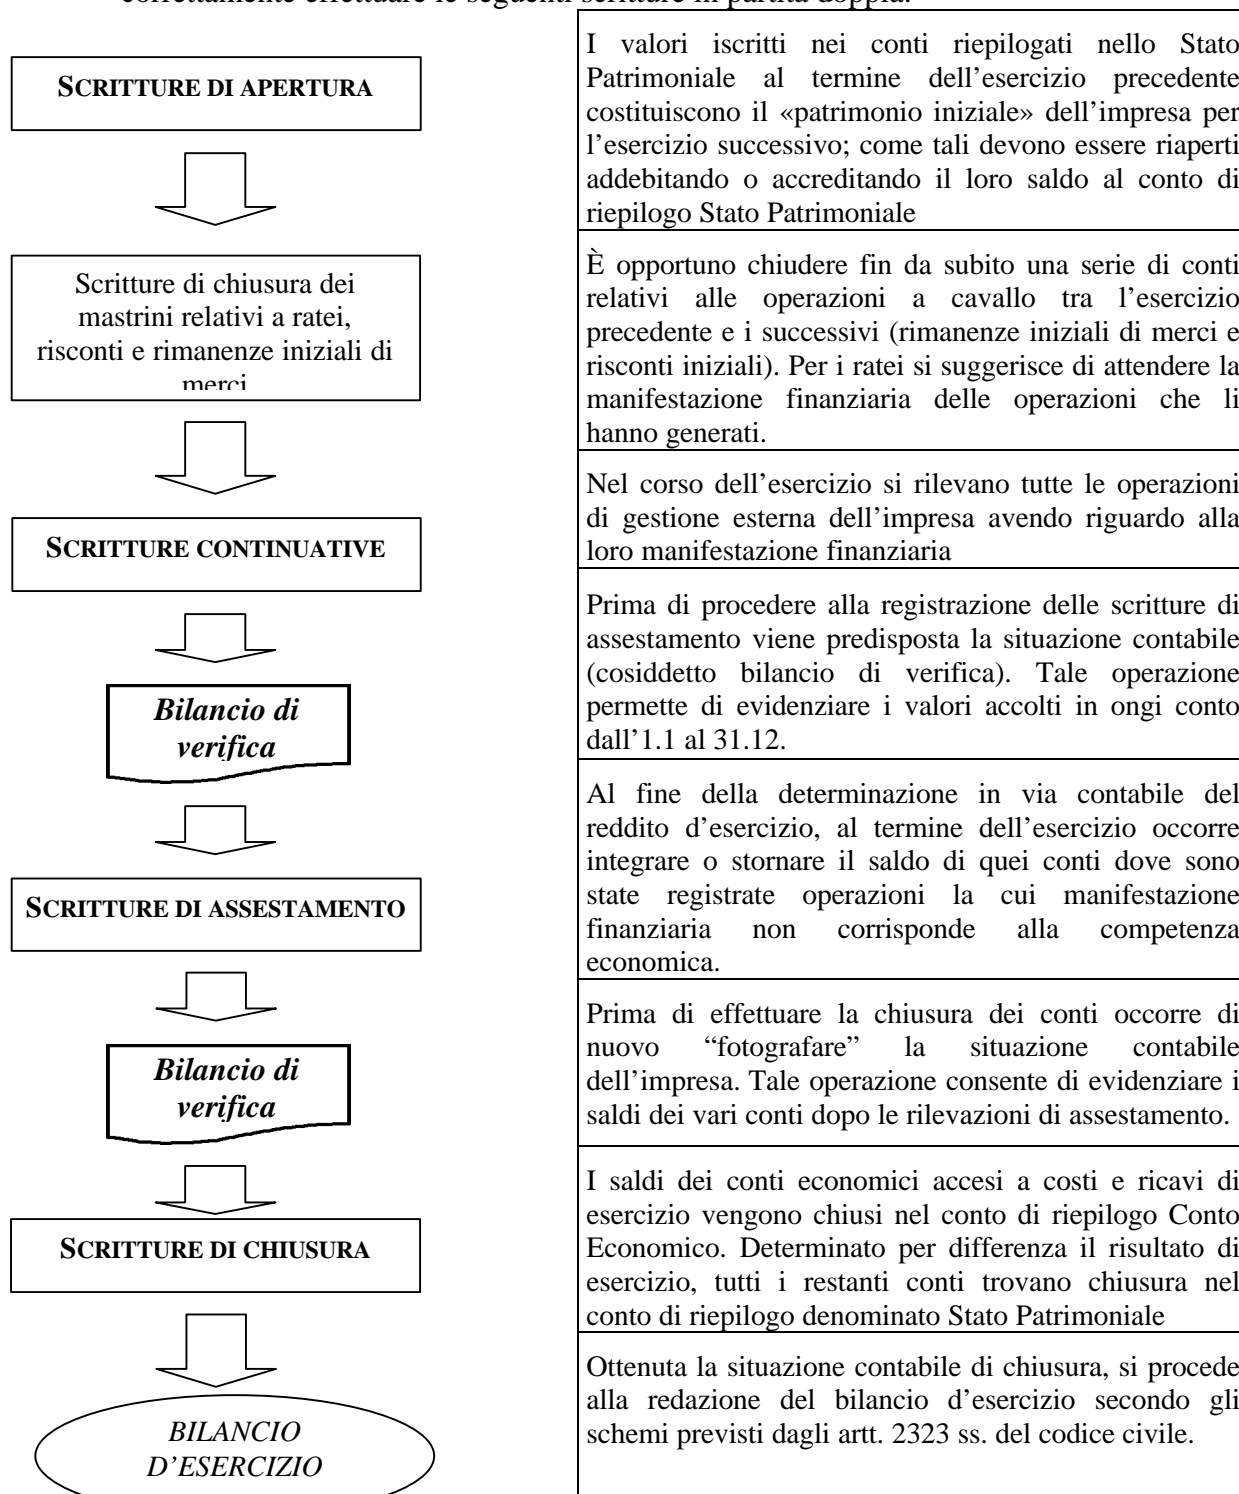 correttamente effettuare le seguenti scritture in partita doppia:
SCRITTURE DI APERTURA
I valori iscritti nei conti riepilogati nello Stato
Patrimoniale al termine dell’esercizio precedente
costituiscono il «patrimonio iniziale» dell’impresa per
l’esercizio successivo; come tali devono essere riaperti
addebitando o accreditando il loro saldo al conto di
riepilogo Stato Patrimoniale
Scritture di chiusura dei
mastrini relativi a ratei,
risconti e rimanenze iniziali di
merci
È opportuno chiudere fin da subito una serie di conti
relativi alle operazioni a cavallo tra l’esercizio
precedente e i successivi (rimanenze iniziali di merci e
risconti iniziali). Per i ratei si suggerisce di attendere la
manifestazione finanziaria delle operazioni che li
hanno generati.
SCRITTURE CONTINUATIVE
Nel corso dell’esercizio si rilevano tutte le operazioni
di gestione esterna dell’impresa avendo riguardo alla
loro manifestazione finanziaria
Bilancio di
verifica
Prima di procedere alla registrazione delle scritture di
assestamento viene predisposta la situazione contabile
(cosiddetto bilancio di verifica). Tale operazione
permette di evidenziare i valori accolti in ongi conto
dall’1.1 al 31.12.
SCRITTURE DI ASSESTAMENTO
Al fine della determinazione in via contabile del
reddito d’esercizio, al termine dell’esercizio occorre
integrare o stornare il saldo di quei conti dove sono
state registrate operazioni la cui manifestazione
finanziaria non corrisponde alla competenza
economica.
Bilancio di
verifica
Prima di effettuare la chiusura dei conti occorre di
nuovo “fotografare” la situazione contabile
dell’impresa. Tale operazione consente di evidenziare i
saldi dei vari conti dopo le rilevazioni di assestamento.
SCRITTURE DI CHIUSURA
I saldi dei conti economici accesi a costi e ricavi di
esercizio vengono chiusi nel conto di riepilogo Conto
Economico. Determinato per differenza il risultato di
esercizio, tutti i restanti conti trovano chiusura nel
conto di riepilogo denominato Stato Patrimoniale
BILANCIO
D’ESERCIZIO
Ottenuta la situazione contabile di chiusura, si procede
alla redazione del bilancio d’esercizio secondo gli
schemi previsti dagli artt. 2323 ss. del codice civile.